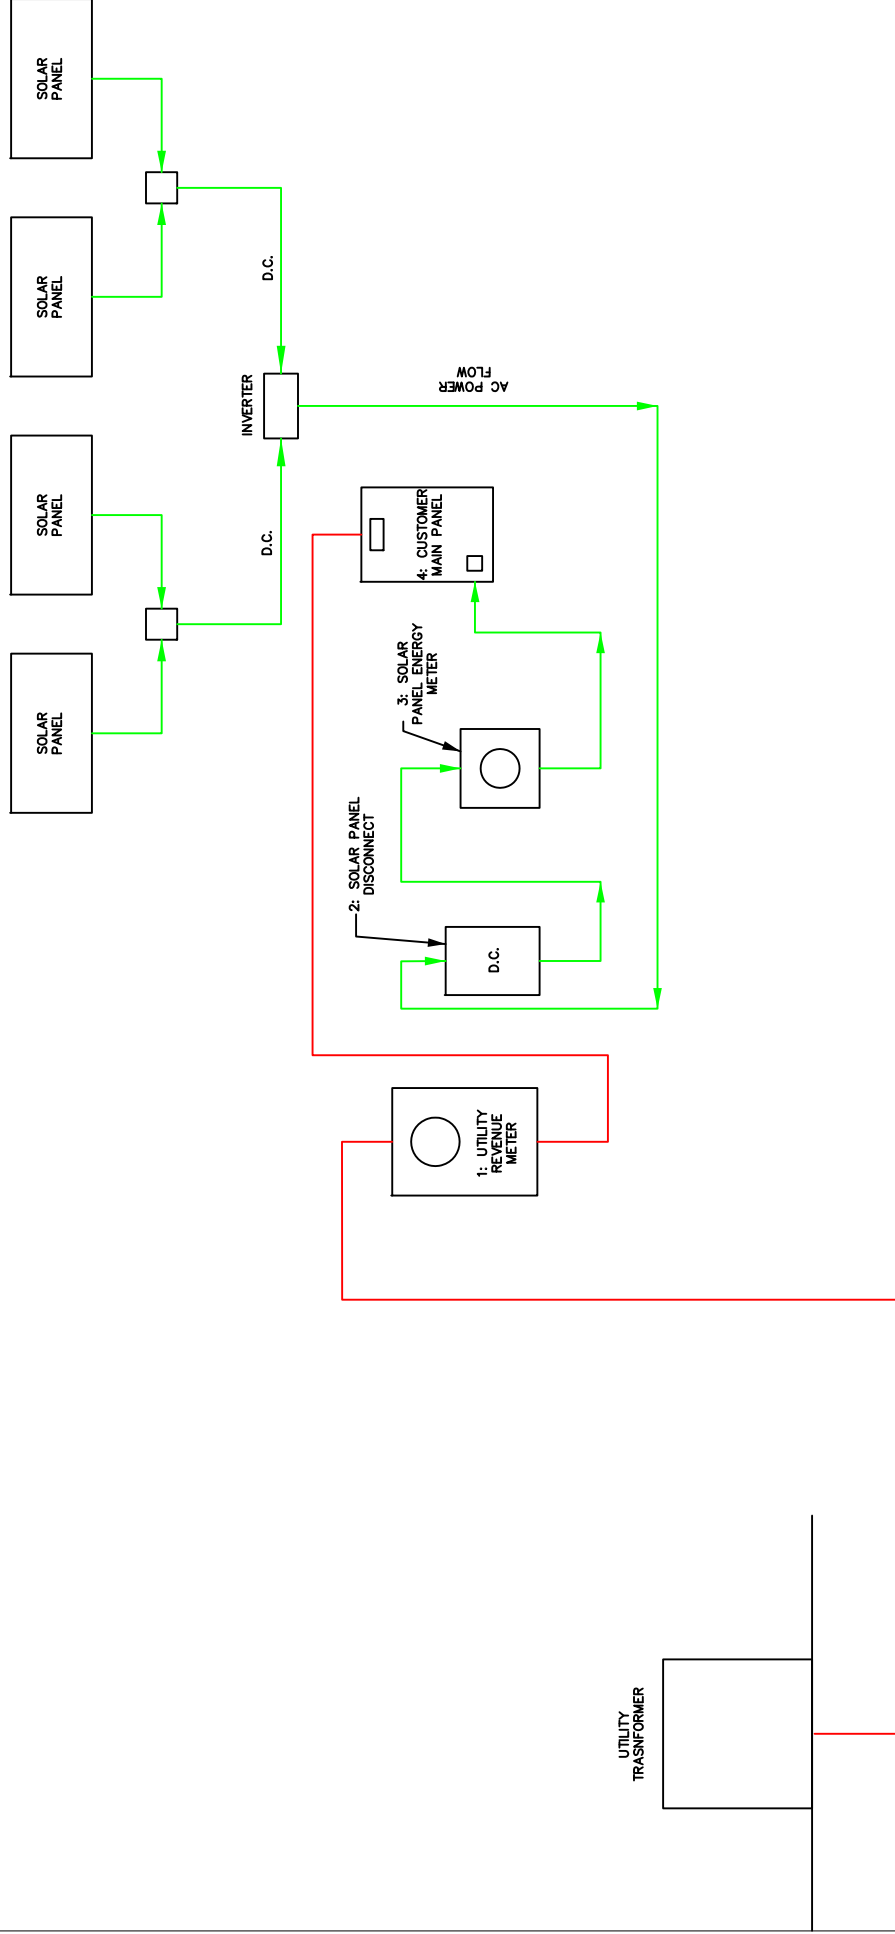 SOLAR
PANEL
SOLAR
PANEL
SOLAR
PANEL
SOLAR
PANEL
D.C.
D.C.
INVERTER
AC POWER
FLOW
4: CUSTOMER
MAIN PANEL
3: SOLAR
PANEL ENERGY
METER
2: SOLAR PANEL
DISCONNECT
D.C.
1: UTILITY
REVENUE
METER
UTILITY
TRASNFORMER